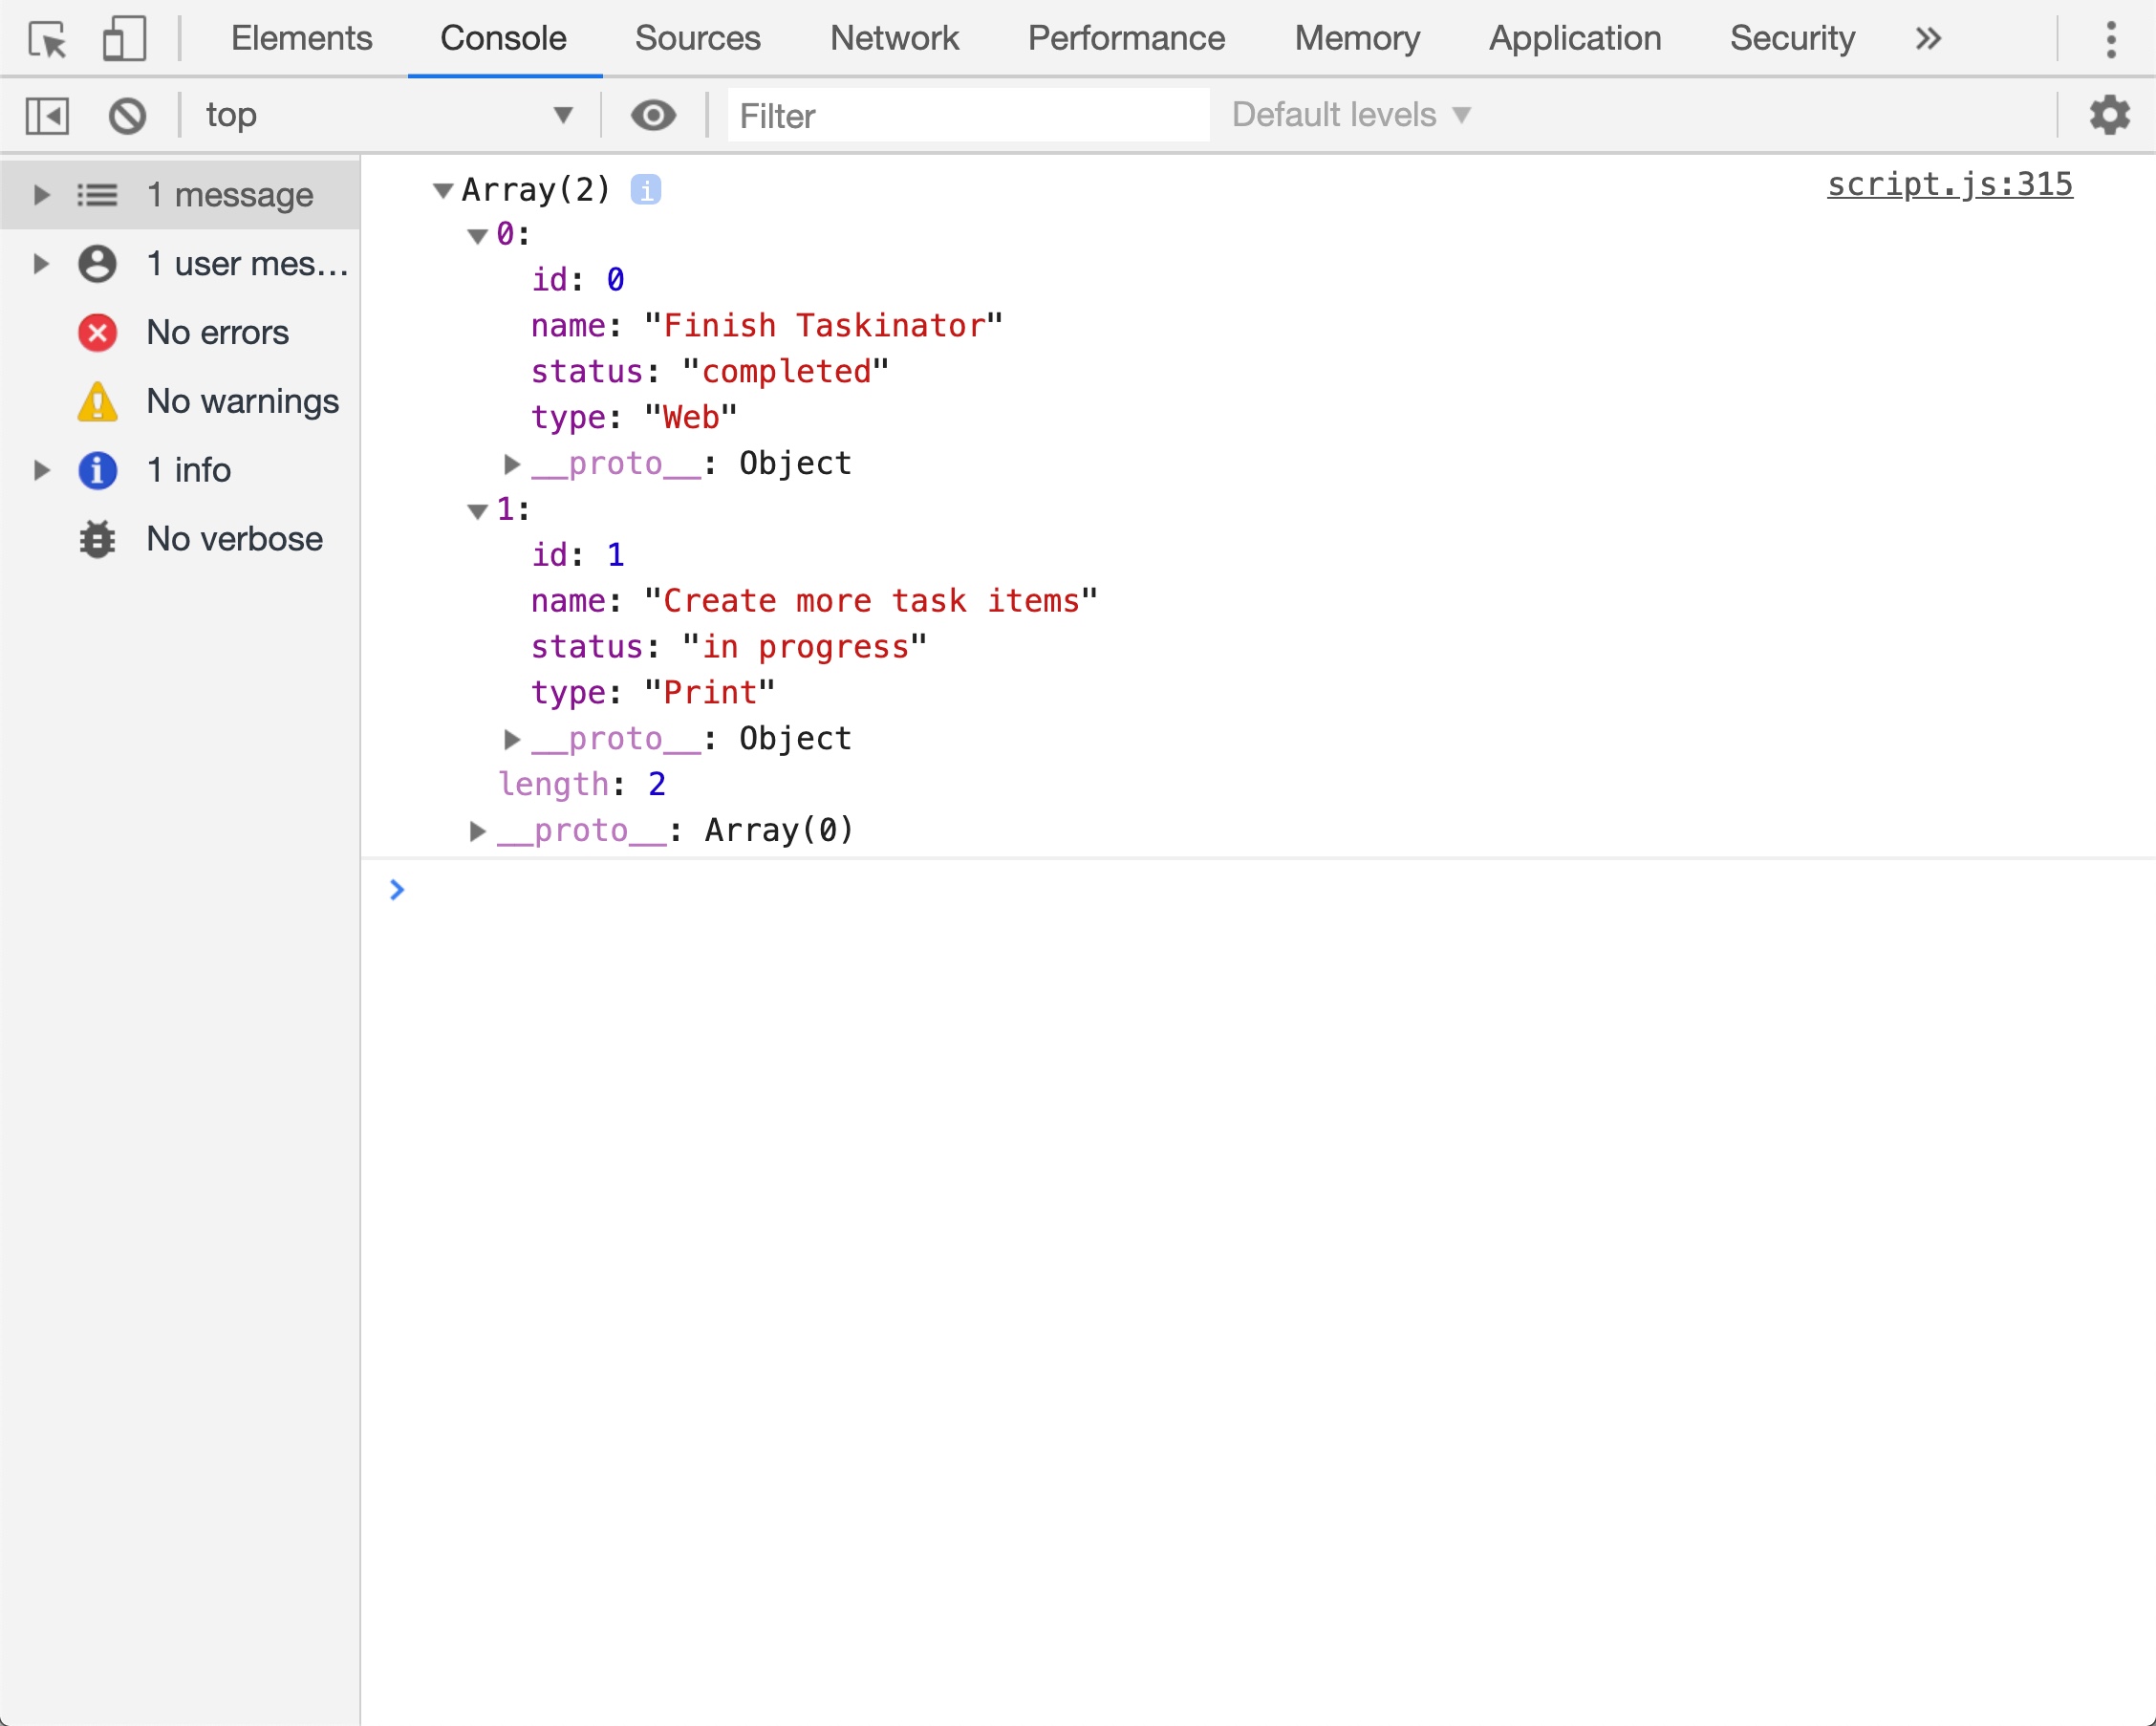 Elements Console Sources Network Performance Memory Application Security
top Filter Default levels
1 message
1 user mes...
No errors
No warnings
1 info
No verbose
Array(2) i script.js:315
0:
id: 0
name: "Finish Taskinator"
status: "completed"
type: "Web"
__proto__: Object
1:
id: 1
name: "Create more task items"
status: "in progress"
type: "Print"
__proto__: Object
length: 2
__proto__: Array(0)